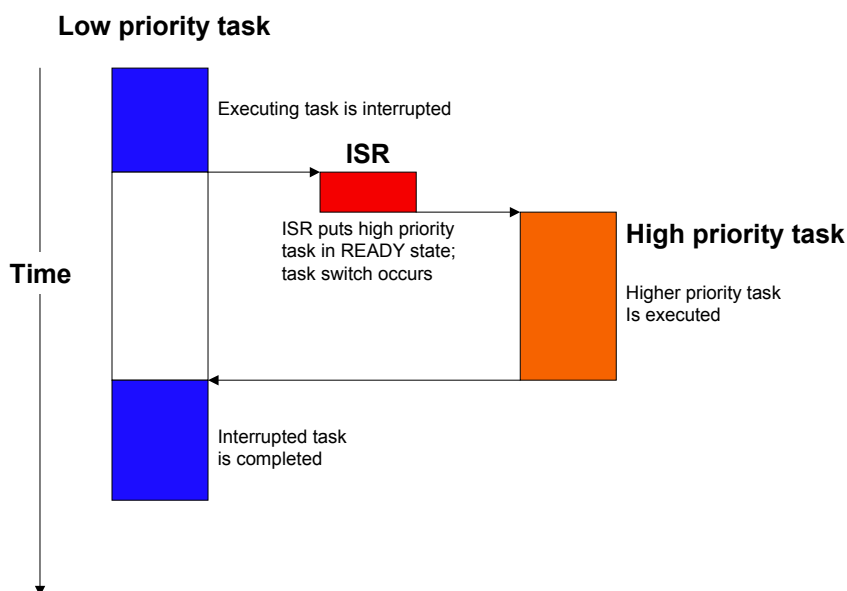 Low priority task
Executing task is interrupted
ISR
ISR puts high priority
task in READY state;
task switch occurs
High priority task
Time
Higher priority task
Is executed
Interrupted task
is completed